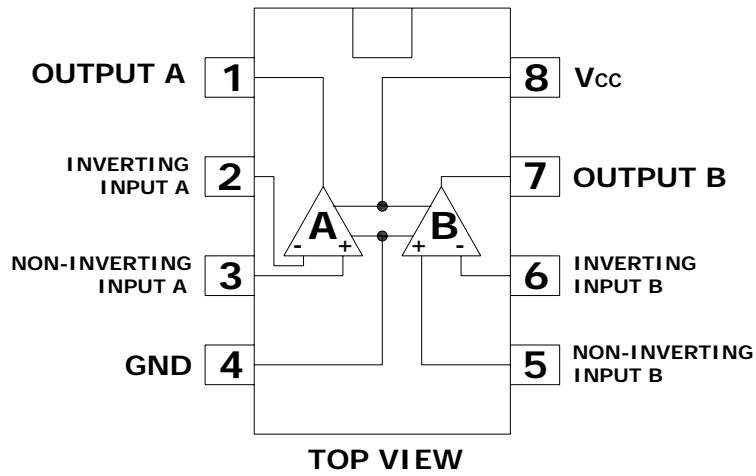 OUTPUT A
1
8
Vcc
INVERTING
INPUT A
2
7
OUTPUT B
A
B
-
+
+
-
NON-INVERTING
INPUT A
3
6
INVERTING
INPUT B
GND
4
5
NON-INVERTING
INPUT B
TOP VIEW